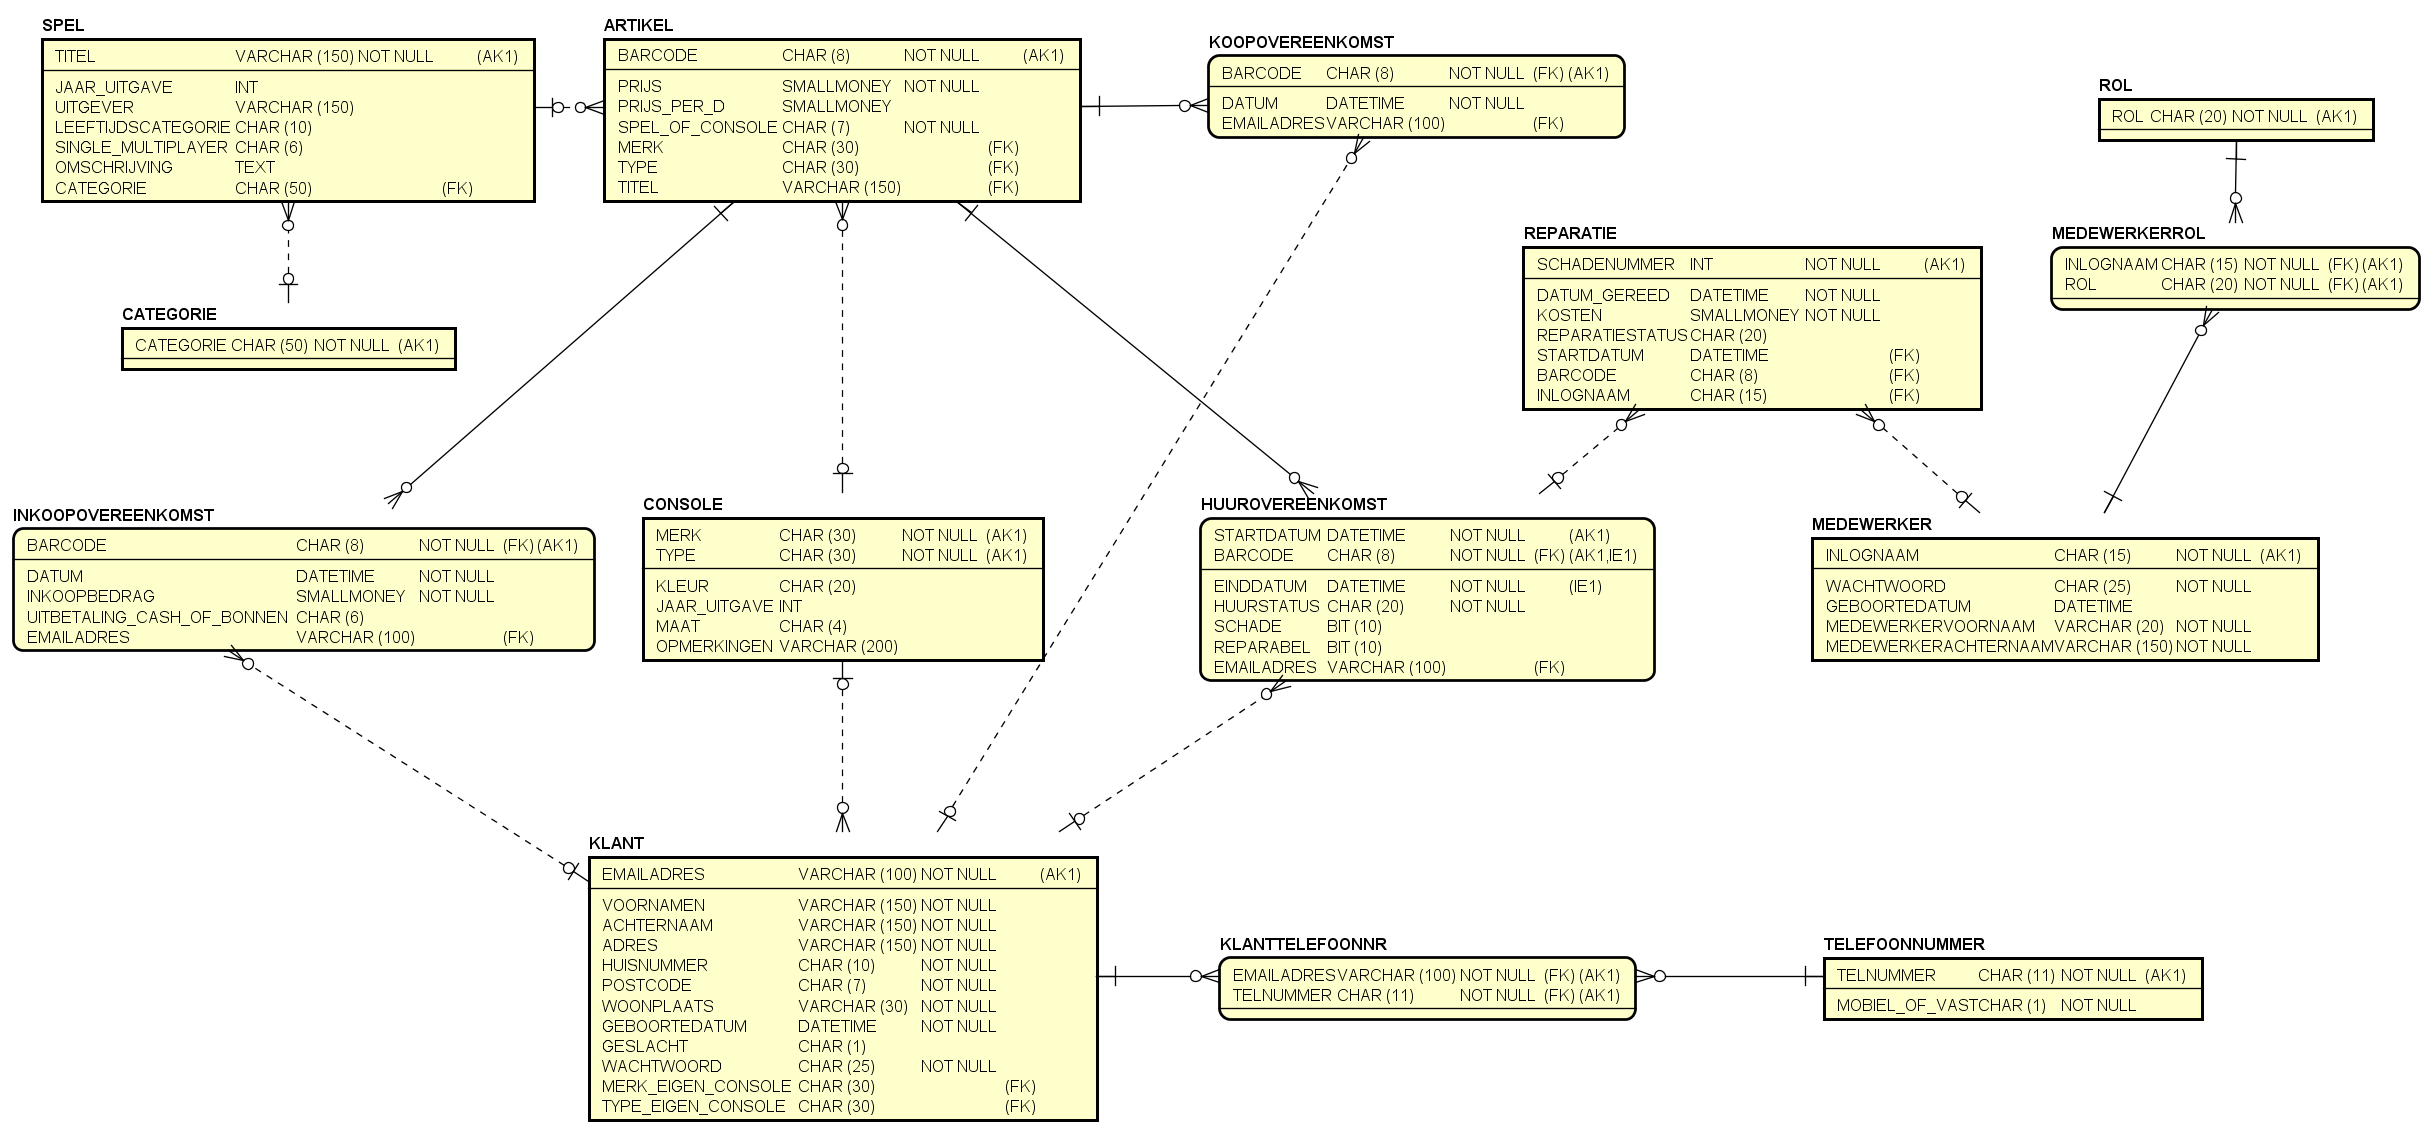 SPEL
TITEL VARCHAR (150) NOT NULL (AK1)
JAAR_UITGAVE INT
UITGEVER VARCHAR (150)
LEEFTIJDSCATEGORIE CHAR (10)
SINGLE_MULTIPLAYER CHAR (6)
OMSCHRIJVING TEXT
CATEGORIE CHAR (50) (FK)
ARTIKEL
BARCODE CHAR (8) NOT NULL (AK1)
PRIJS SMALLMONEY NOT NULL
PRIJS_PER_D SMALLMONEY
SPEL_OF_CONSOLE CHAR (7) NOT NULL
MERK CHAR (30) (FK)
TYPE CHAR (30) (FK)
TITEL VARCHAR (150) (FK)
KOOPOVEREENKOMST
BARCODE CHAR (8) NOT NULL (FK) (AK1)
DATUM DATETIME NOT NULL
EMAILADRES VARCHAR (100) (FK)
ROL
ROL CHAR (20) NOT NULL (AK1)
REPARATIE
SCHADENUMMER INT NOT NULL (AK1)
DATUM_GEREED DATETIME NOT NULL
KOSTEN SMALLMONEY NOT NULL
REPARATIESTATUS CHAR (20)
STARTDATUM DATETIME (FK)
BARCODE CHAR (8) (FK)
INLOGNAAM CHAR (15) (FK)
MEDEWERKERROL
INLOGNAAM CHAR (15) NOT NULL (FK) (AK1)
ROL CHAR (20) NOT NULL (FK) (AK1)
CATEGORIE
CATEGORIE CHAR (50) NOT NULL (AK1)
INKOOPOVEREENKOMST
BARCODE CHAR (8) NOT NULL (FK) (AK1)
DATUM DATETIME NOT NULL
INKOOPBEDRAG SMALLMONEY NOT NULL
UITBETALING_CASH_OF_BONNEN CHAR (6)
EMAILADRES VARCHAR (100) (FK)
CONSOLE
MERK CHAR (30) NOT NULL (AK1)
TYPE CHAR (30) NOT NULL (AK1)
KLEUR CHAR (20)
JAAR_UITGAVE INT
MAAT CHAR (4)
OPMERKINGEN VARCHAR (200)
HUUROVEREENKOMST
STARTDATUM DATETIME NOT NULL (AK1)
BARCODE CHAR (8) NOT NULL (FK) (AK1,IE1)
EINDDATUM DATETIME NOT NULL (IE1)
HUURSTATUS CHAR (20) NOT NULL
SCHADE BIT (10)
REPARABEL BIT (10)
EMAILADRES VARCHAR (100) (FK)
MEDEWERKER
INLOGNAAM CHAR (15) NOT NULL (AK1)
WACHTWOORD CHAR (25) NOT NULL
GEBOORTEDATUM DATETIME
MEDEWERKERVOORNAAM VARCHAR (20) NOT NULL
MEDEWERKERACHTERNAAM VARCHAR (150) NOT NULL
KLANT
EMAILADRES VARCHAR (100) NOT NULL (AK1)
VOORNAMEN VARCHAR (150) NOT NULL
ACHTERNAAM VARCHAR (150) NOT NULL
ADRES VARCHAR (150) NOT NULL
HUISNUMMER CHAR (10) NOT NULL
POSTCODE CHAR (7) NOT NULL
WOONPLAATS VARCHAR (30) NOT NULL
GEBOORTEDATUM DATETIME NOT NULL
GESLACHT CHAR (1)
WACHTWOORD CHAR (25) NOT NULL
MERK_EIGEN_CONSOLE CHAR (30) (FK)
TYPE_EIGEN_CONSOLE CHAR (30) (FK)
KLANTTELEFOONNR
EMAILADRES VARCHAR (100) NOT NULL (FK) (AK1)
TELNUMMER CHAR (11) NOT NULL (FK) (AK1)
TELEFOONNUMMER
TELNUMMER CHAR (11) NOT NULL (AK1)
MOBIEL_OF_VAST CHAR (1) NOT NULL